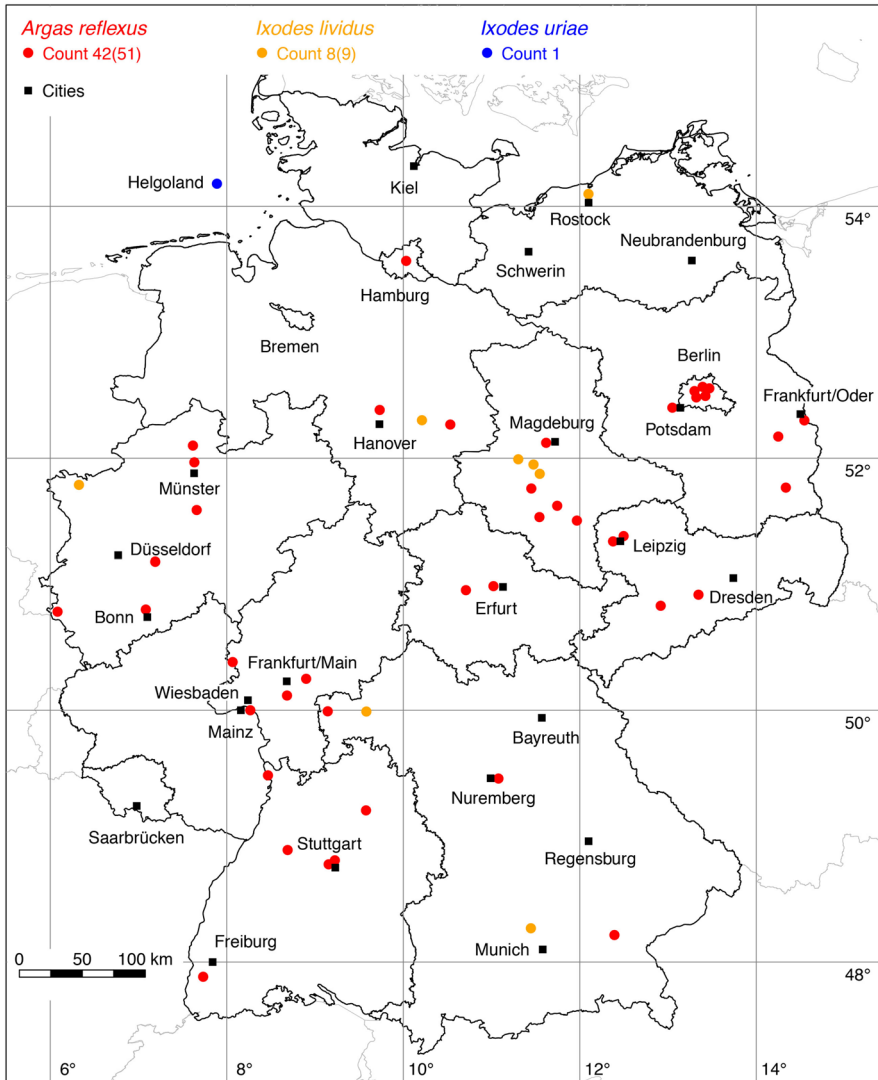 Argas reflexus Ixodes lividus Ixodes uriae
Count 42(51) Count 8(9) Count 1
Cities
Helgoland
Kiel
Rostock
54°
Neubrandenburg
Schwerin
Hamburg
Bremen
Berlin
Frankfurt/Oder
Magdeburg
Hanover
Potsdam
52°
Münster
Düsseldorf
Leipzig
Dresden
Erfurt
Bonn
Frankfurt/Main
Wiesbaden
50°
Mainz
Bayreuth
Nuremberg
Saarbrücken
Stuttgart
Regensburg
Freiburg
Munich
0 50 100 km
48°
6° 8° 10° 12° 14°